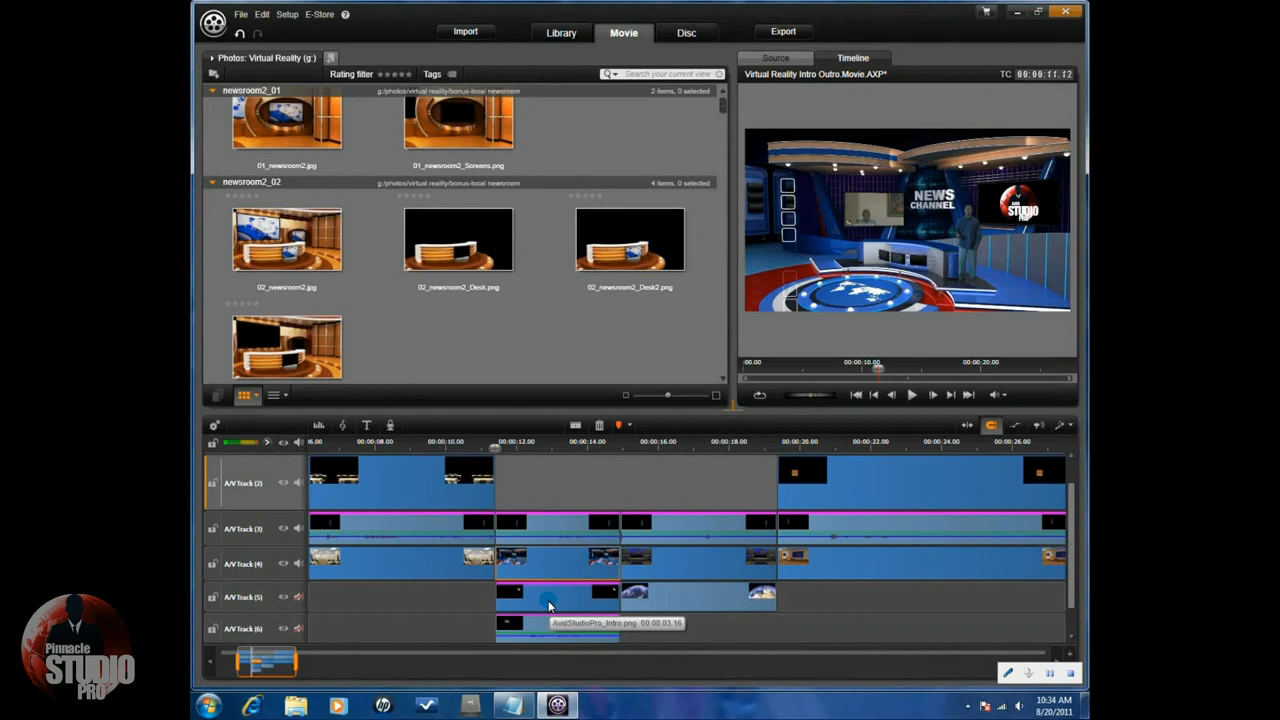 File Edit Setup E-Store ?
Import Library Movie Disc Export
Photos: Virtual Reality (g:)
Source Timeline
Rating filter Tags Search your current view
Virtual Reality Intro Outro.Movie.AXP* TC 00:00:11.12
newsroom2_01 g:/photos/virtual reality/bonus-local newsroom 2 items, 0 selected
01_newsroom2.jpg 01_newsroom2_Screens.png
newsroom2_02 g:/photos/virtual reality/bonus-local newsroom 4 items, 0 selected
NEWS
CHANNEL
AVID
STUDIO
PRO
02_newsroom2.jpg 02_newsroom2_Desk.png 02_newsroom2_Desk2.png
:00.00 00:00:10.00 00:00:20.00
T
00:00:08.00 00:00:10.00 00:00:12.00 00:00:14.00 00:00:16.00 00:00:18.00 00:00:20.00 00:00:22.00 00:00:24.00 00:00:26.00
A/V Track (2)
A/V Track (3)
A/V Track (4)
A/V Track (5)
A/V Track (6)
AvidStudioPro_Intro.png 00:00:03.16
Pinnacle
STUDIO
PRO
10:34 AM
8/20/2011